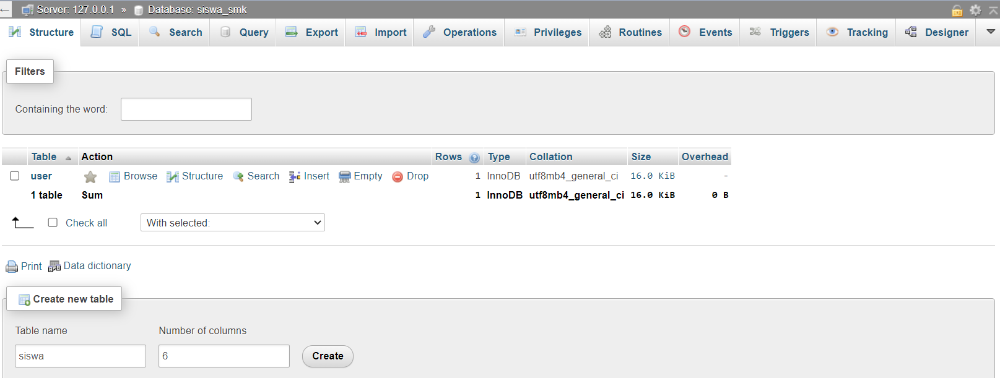 Server: 127.0.0.1 » Database: siswa_smk
Structure SQL Search Query Export Import Operations Privileges Routines Events Triggers Tracking Designer
Filters
Containing the word:
Table Action Rows Type Collation Size Overhead
user Browse Structure Search Insert Empty Drop 1 InnoDB utf8mb4_general_ci 16.0 KiB -
1 table Sum 1 InnoDB utf8mb4_general_ci 16.0 KiB 0 B
Check all With selected:
Print Data dictionary
Create new table
Table name Number of columns
siswa 6 Create